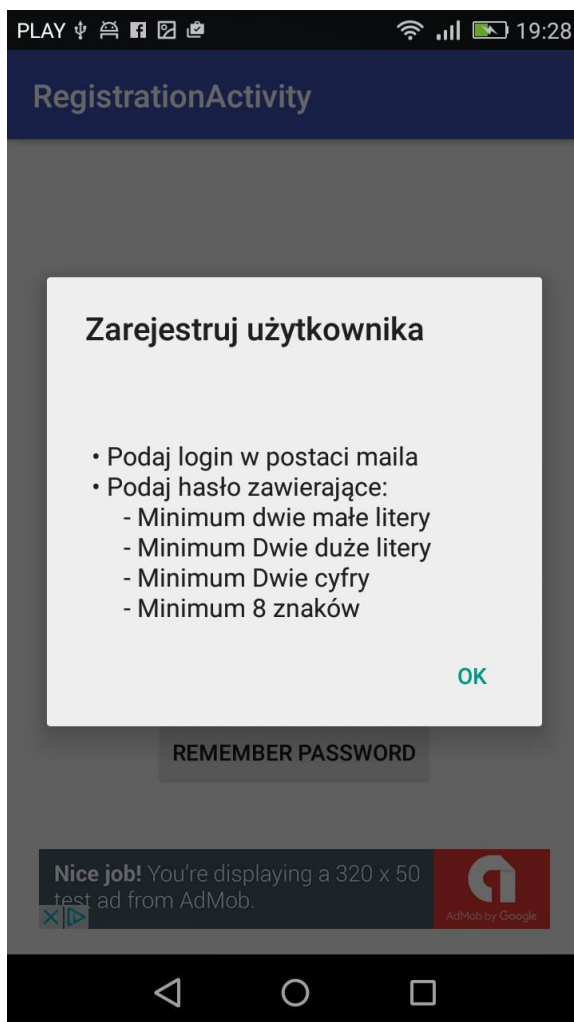 PLAY 19:28
RegistrationActivity
Zarejestruj użytkownika
• Podaj login w postaci maila
• Podaj hasło zawierające:
- Minimum dwie małe litery
- Minimum Dwie duże litery
- Minimum Dwie cyfry
- Minimum 8 znaków
OK
REMEMBER PASSWORD
Nice job! You're displaying a 320 x 50
test ad from AdMob.
AdMob by Google